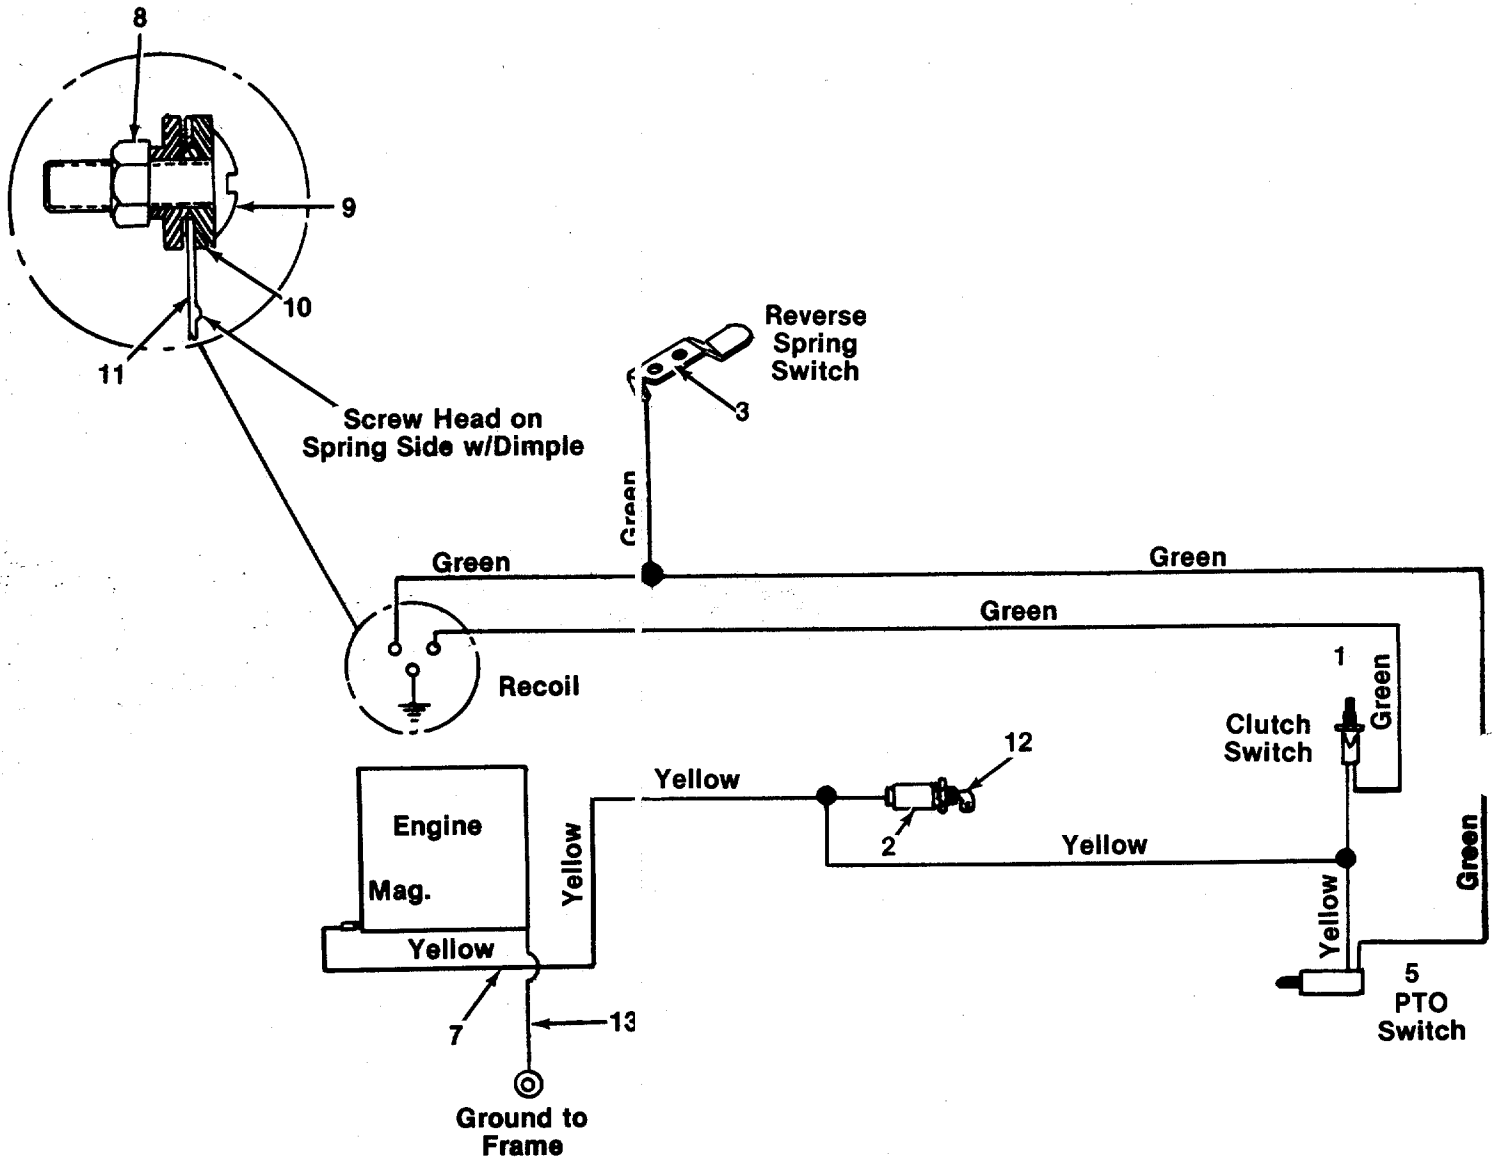 8
9
10
11
Screw Head on
Spring Side w/Dimple
Reverse
Spring
Switch
3
Green
Green
Green
Green
Recoil
1
Green
Clutch
Switch
12
Yellow
2
Yellow
Engine
Mag.
Yellow
Yellow
Green
Yellow
7
13
5
PTO
Switch
Ground to
Frame